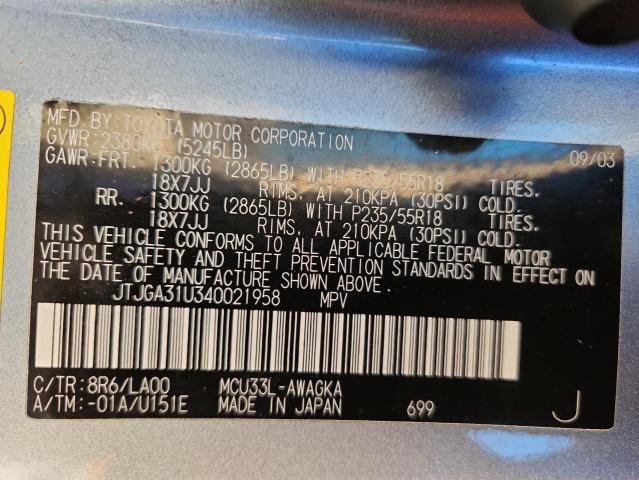 MFD.BY:TOYOTA MOTOR CORPORATION 09/03
GVWR:2380KG (5245LB)
GAWR:FRT. 1300KG (2865LB) WITH P235/55R18 TIRES.
18X7JJ RIMS. AT 210KPA (30PSI) COLD.
RR. 1300KG (2865LB) WITH P235/55R18 TIRES.
18X7JJ RIMS. AT 210KPA (30PSI) COLD.
THIS VEHICLE CONFORMS TO ALL APPLICABLE FEDERAL MOTOR
VEHICLE SAFETY AND THEFT PREVENTION STANDARDS IN EFFECT ON
THE DATE OF MANUFACTURE SHOWN ABOVE.
JTJGA31U340021958 MPV
C/TR:8R6/LA00 MCU33L-AWAGKA
A/TM:-01A/U151E MADE IN JAPAN 699 J